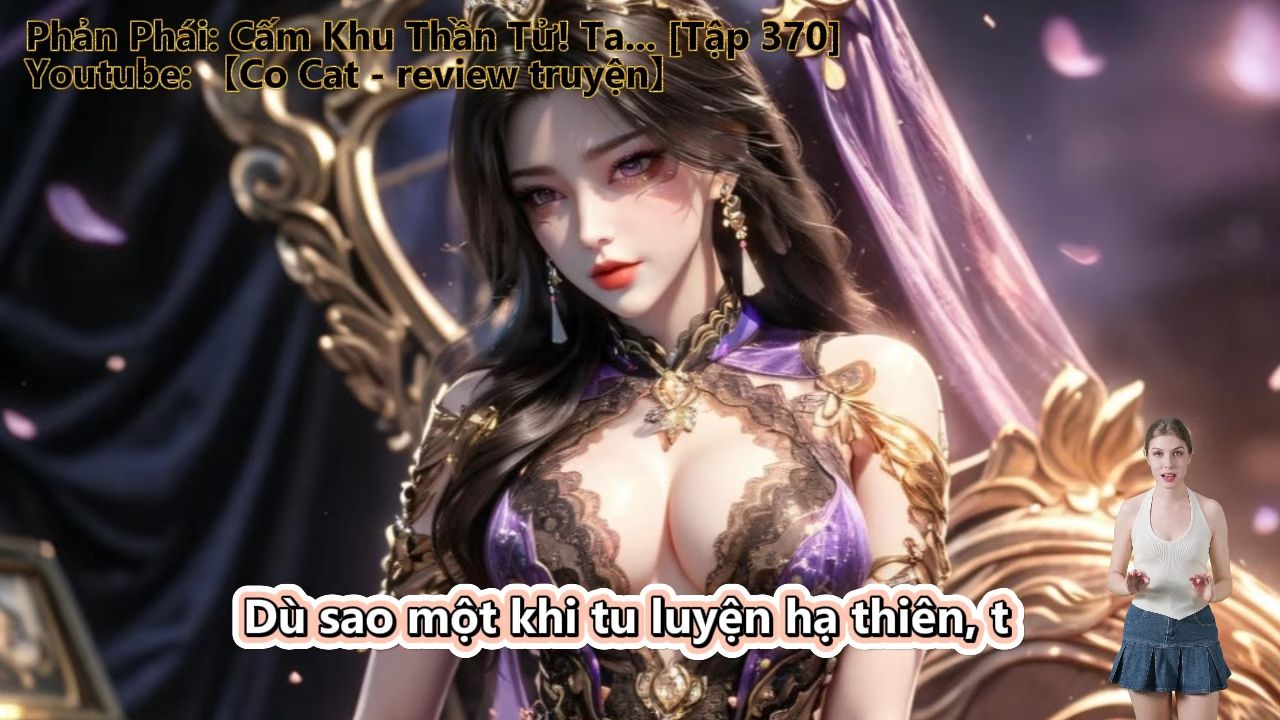 Phản Phái: Cấm Khu Thần Tử! Ta... [Tập 370]
Youtube: 【Co Cat - review truyện】
Dù sao một khi tu luyện hạ thiên, t